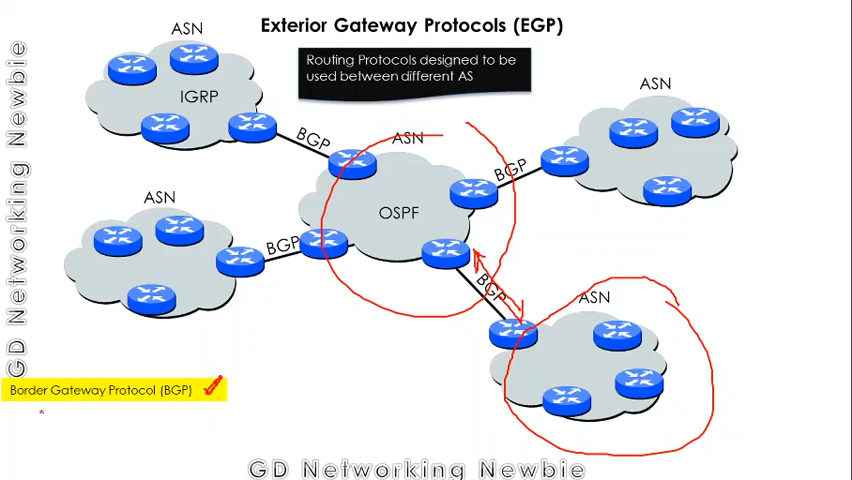 Exterior Gateway Protocols (EGP)
ASN
Routing Protocols designed to be
used between different AS
ASN
IGRP
BGP
ASN
BGP
ASN
OSPF
BGP
BGP
ASN
Border Gateway Protocol (BGP)
GD Networking Newbie
GD Networking Newbie